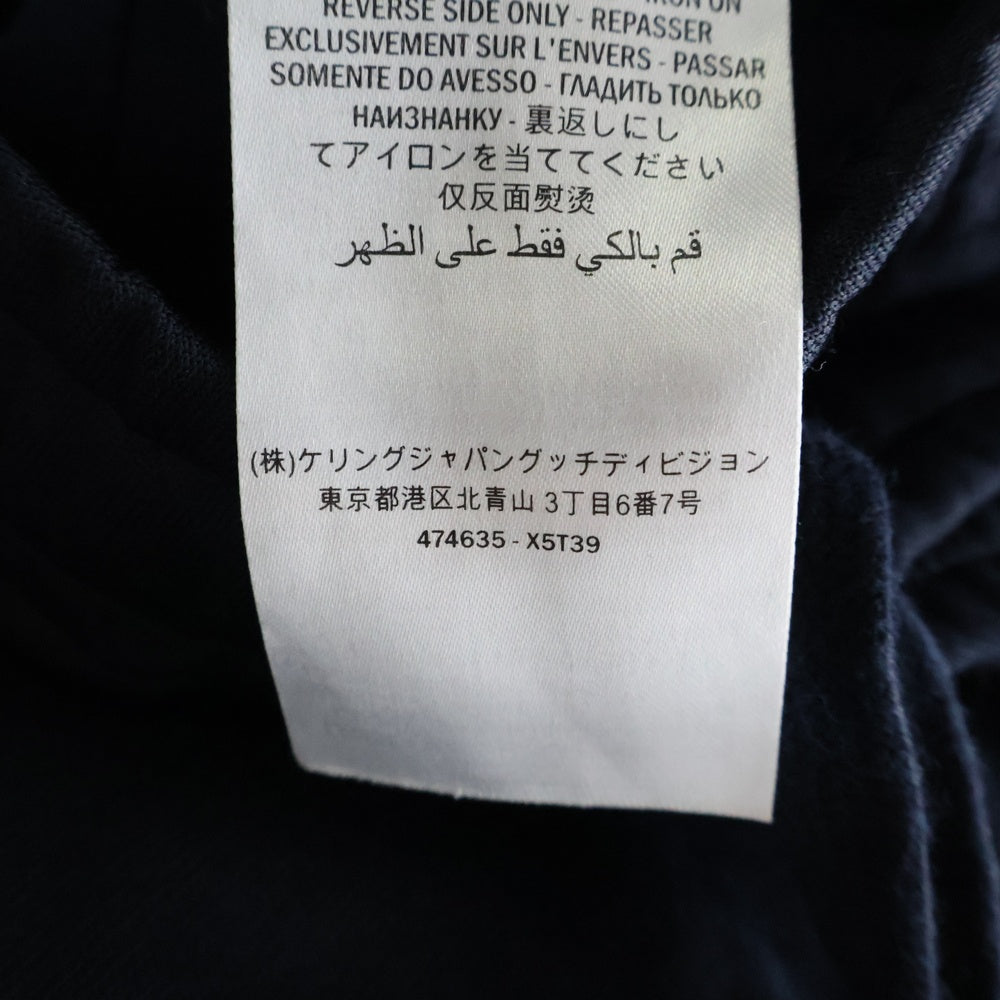 IRON ON
REVERSE SIDE ONLY - REPASSER
EXCLUSIVEMENT SUR L'ENVERS - PASSAR
SOMENTE DO AVESSO - ГЛАДИТЬ ТОЛЬКО
НАИЗНАНКУ - 裏返しにし
てアイロンを当ててください
仅反面熨烫
قم بالكي فقط على الظهر
(株)ケリングジャパングッチディビジョン
東京都港区北青山 3丁目6番7号
474635 - X5T39